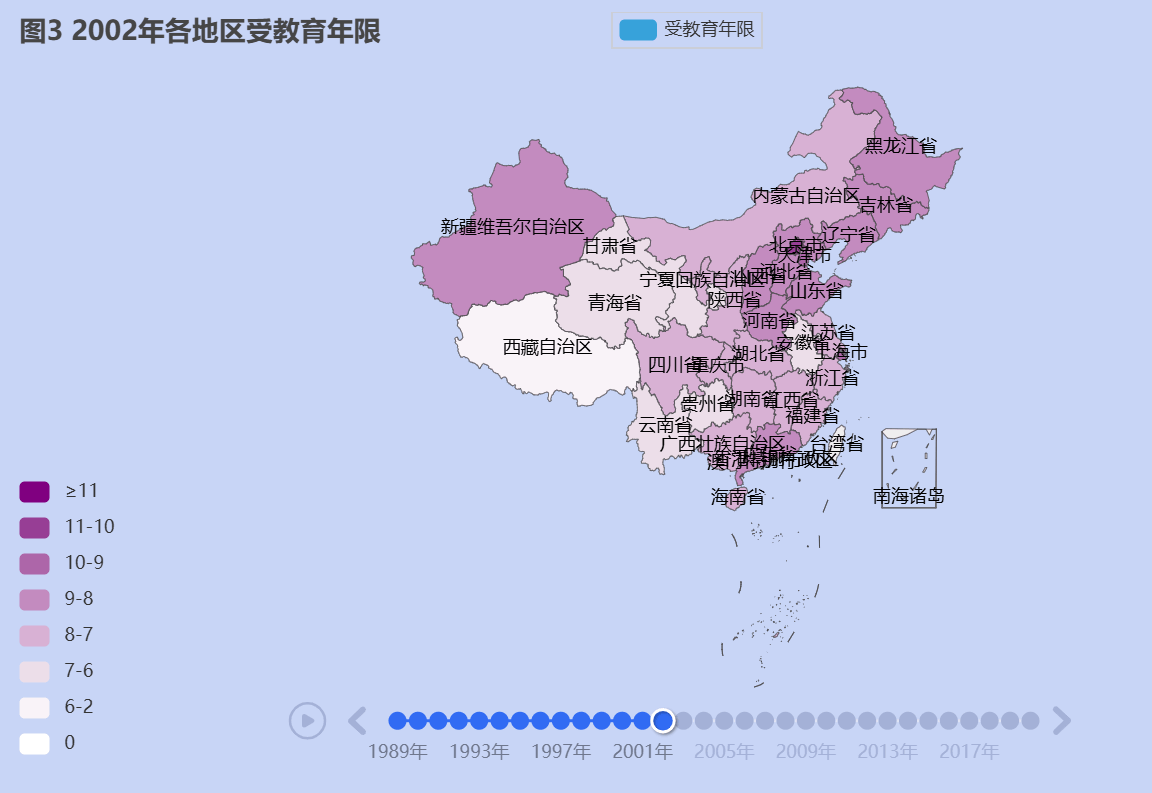 图3 2002年各地区受教育年限
受教育年限
黑龙江省
内蒙古自治区
吉林省
新疆维吾尔自治区
辽宁省
甘肃省
北京市
天津市
宁夏回族自治区
山西省
河北省
青海省
陕西省
山东省
河南省
江苏省
安徽省
西藏自治区
湖北省
上海市
四川省
重庆市
浙江省
贵州省
湖南省
江西省
福建省
云南省
广西壮族自治区
台湾省
海南省
南海诸岛
≥11
11-10
10-9
9-8
8-7
7-6
6-2
0
1989年
1993年
1997年
2001年
2005年
2009年
2013年
2017年